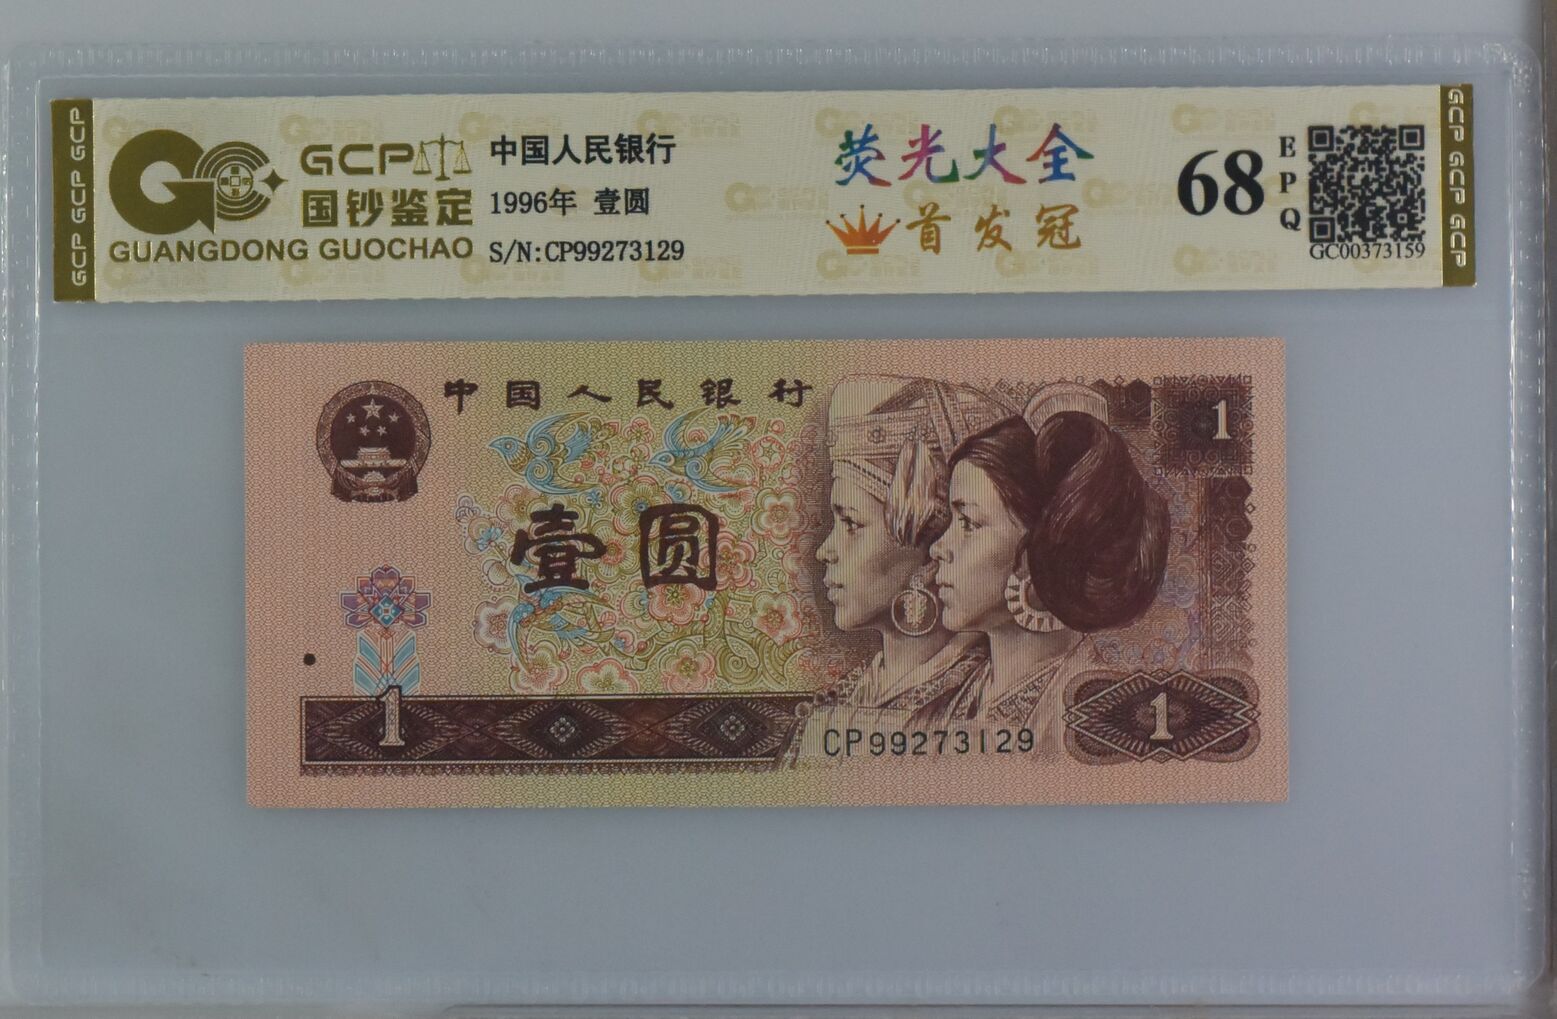 GCP GCP GCP
GCP
国钞鉴定
GUANGDONG GUOCHAO
中国人民银行
1996年 壹圆
S/N:CP99273129
荧光大全
首发冠
68
EPQ
GC00373159
GCP GCP GCP
中国人民银行
1
壹圆
1
1
CP99273129